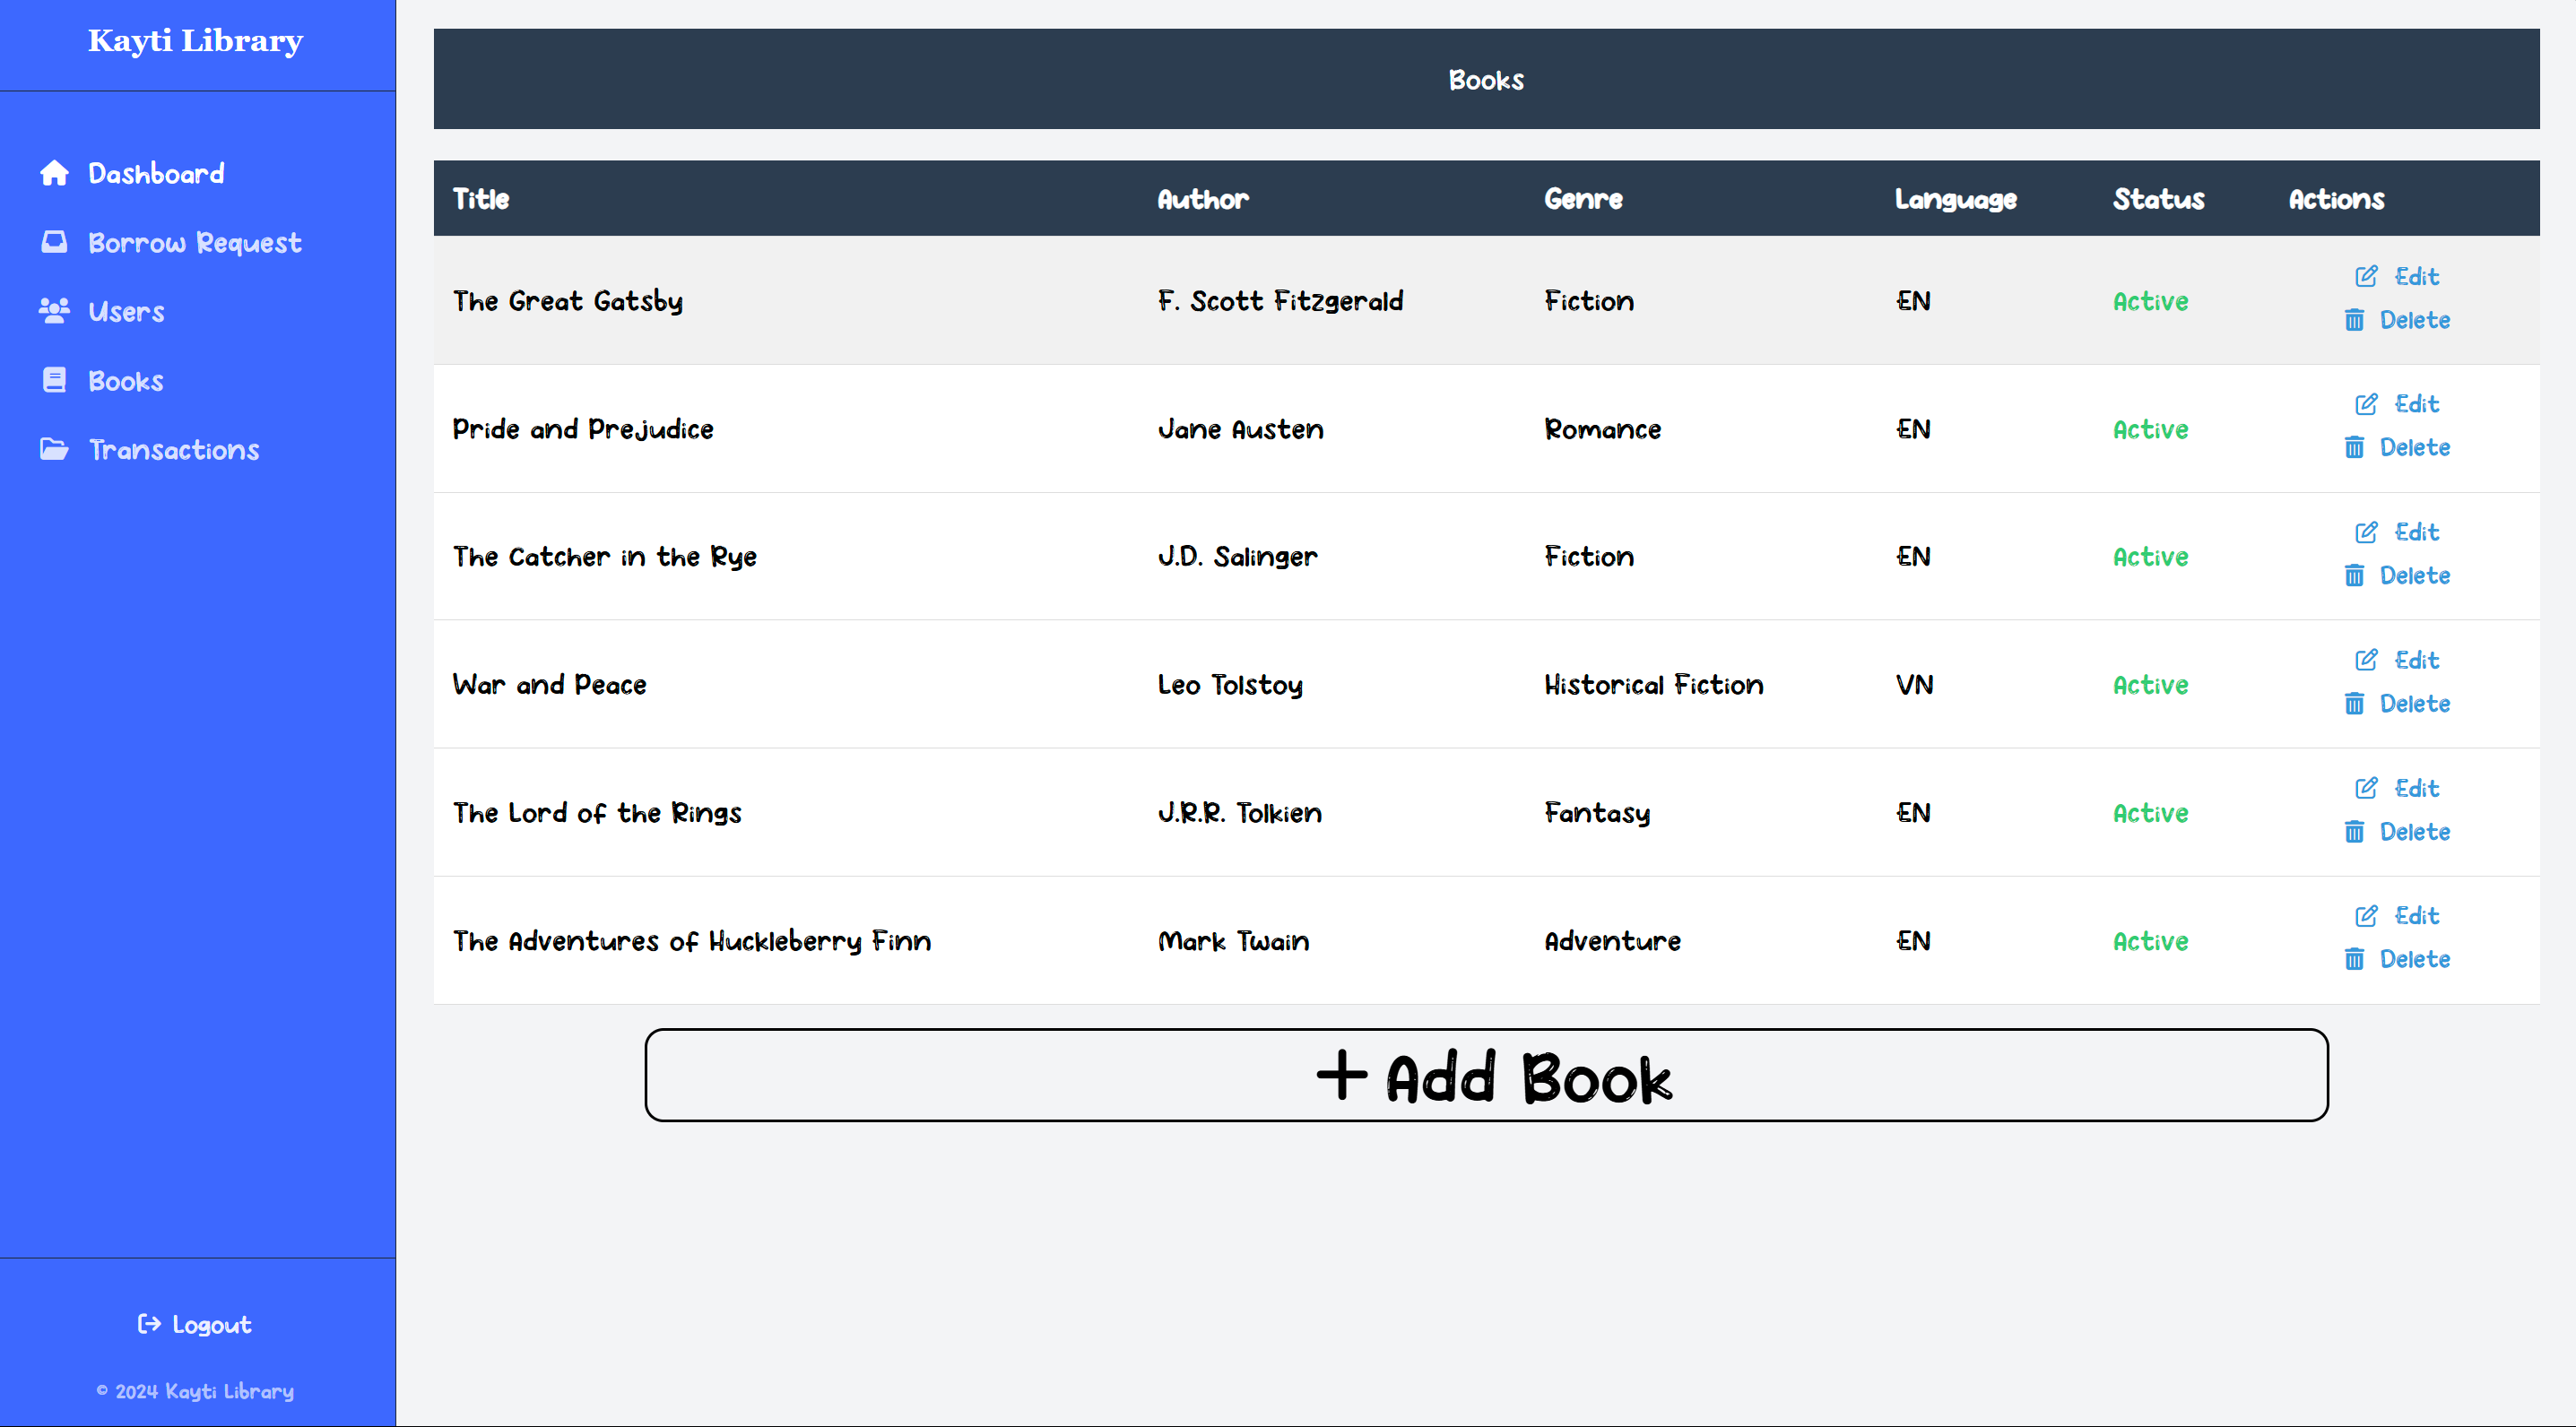 Kayti Library
Dashboard
Borrow Request
Users
Books
Transactions
Logout
© 2024 Kayti Library
Books
Title Author Genre Language Status Actions
The Great Gatsby F. Scott Fitzgerald Fiction EN Active Edit
Delete
Pride and Prejudice Jane Austen Romance EN Active Edit
Delete
The Catcher in the Rye J.D. Salinger Fiction EN Active Edit
Delete
War and Peace Leo Tolstoy Historical Fiction VN Active Edit
Delete
The Lord of the Rings J.R.R. Tolkien Fantasy EN Active Edit
Delete
The Adventures of Huckleberry Finn Mark Twain Adventure EN Active Edit
Delete
+ Add Book